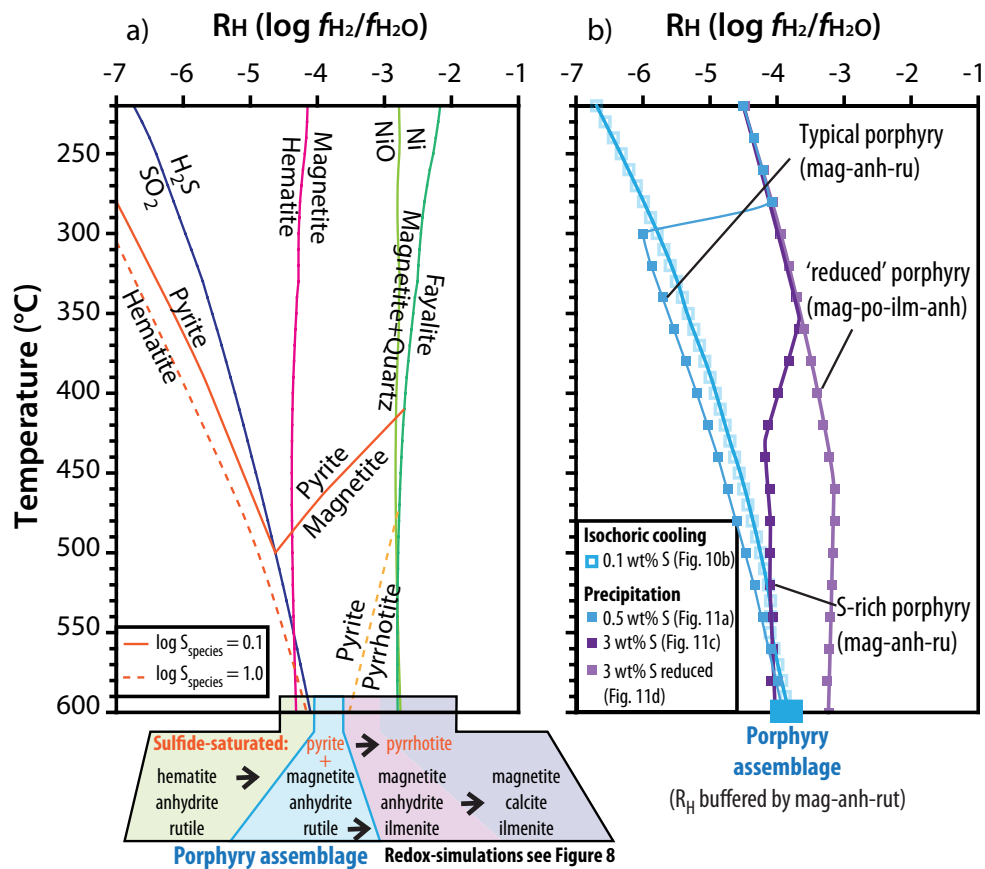 a)
RH (log fH2/fH2O)
-7 -6 -5 -4 -3 -2 -1
Temperature (°C)
250
300
350
400
450
500
550
600
H2S
SO2
Hematite
Magnetite
NiO
Ni
Magnetite+Quartz
Fayalite
Pyrite
Hematite
Pyrite
Magnetite
Pyrite
Pyrrhotite
log Sspecies = 0.1
log Sspecies = 1.0
Sulfide-saturated: pyrite pyrrhotite
+
hematite magnetite magnetite magnetite
anhydrite anhydrite anhydrite calcite
rutile rutile ilmenite ilmenite
Porphyry assemblage
Redox-simulations see Figure 8
b)
RH (log fH2/fH2O)
-7 -6 -5 -4 -3 -2 -1
Typical porphyry
(mag-anh-ru)
‘reduced’ porphyry
(mag-po-ilm-anh)
S-rich porphyry
(mag-anh-ru)
Isochoric cooling
0.1 wt% S (Fig. 10b)
Precipitation
0.5 wt% S (Fig. 11a)
3 wt% S (Fig. 11c)
3 wt% S reduced
(Fig. 11d)
Porphyry
assemblage
(RH buffered by mag-anh-rut)